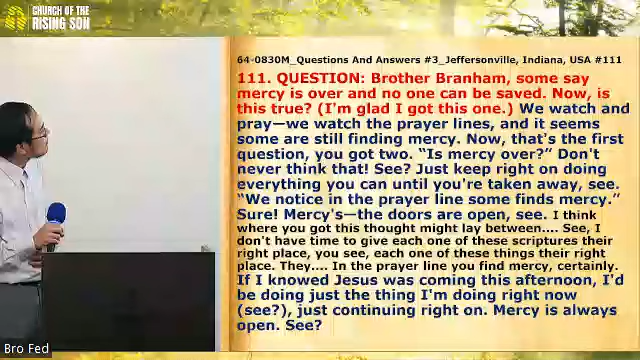 CHURCH OF THE
RISING SON
64-0830M_Questions And Answers #3_Jeffersonville, Indiana, USA #111
111. QUESTION: Brother Branham, some say
mercy is over and no one can be saved. Now, is
this true? (I'm glad I got this one.) We watch and
pray—we watch the prayer lines, and it seems
some are still finding mercy. Now, that's the first
question, you got two. “Is mercy over?” Don't
never think that! See? Just keep right on doing
everything you can until you're taken away, see.
“We notice in the prayer line some finds mercy.”
Sure! Mercy's—the doors are open, see. I think
where you got this thought might lay between.... See, I
don't have time to give each one of these scriptures their
right place, you see, each one of these things their right
place. They.... In the prayer line you find mercy, certainly.
If I knowed Jesus was coming this afternoon, I'd
be doing just the thing I'm doing right now
(see?), just continuing right on. Mercy is always
open. See?
Bro Fed